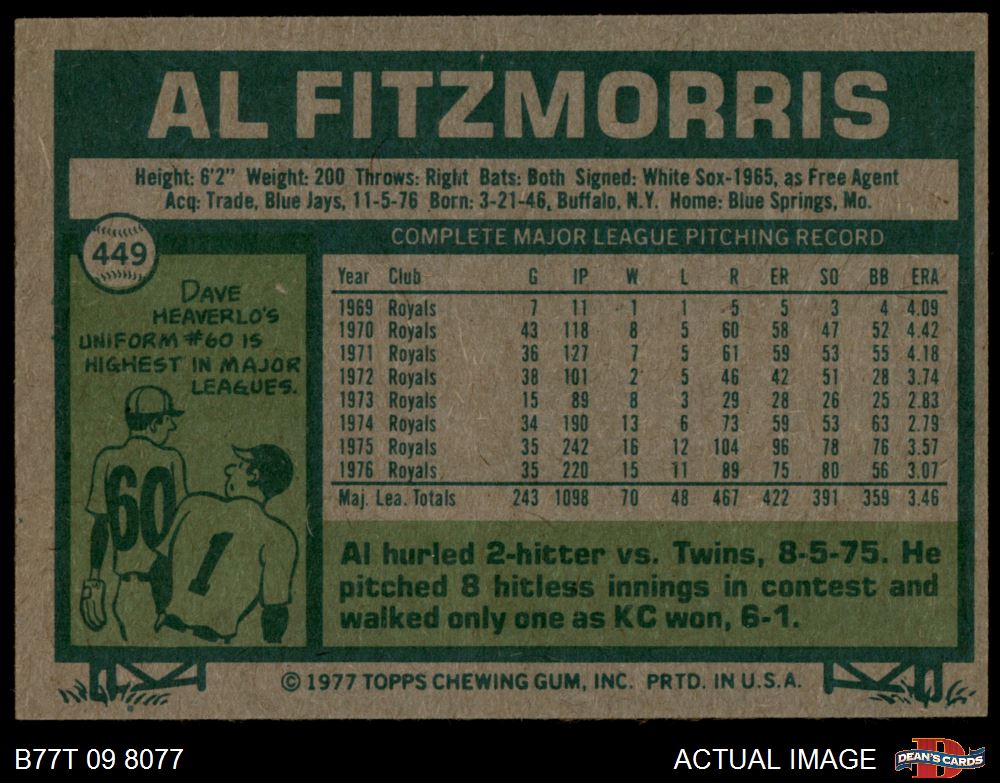 AL FITZMORRIS
Height: 6'2" Weight: 200 Throws: Right Bats: Both Signed: White Sox-1965, as Free Agent
Acq: Trade, Blue Jays, 11-5-76 Born: 3-21-46, Buffalo, N.Y. Home: Blue Springs, Mo.
449
DAVE
HEAVERLO'S
UNIFORM #60 IS
HIGHEST IN MAJOR
LEAGUES.
60
1
COMPLETE MAJOR LEAGUE PITCHING RECORD
Year Club G IP W L R ER SO BB ERA
1969 Royals 7 11 1 1 5 5 3 4 4.09
1970 Royals 43 118 8 5 60 58 47 52 4.42
1971 Royals 36 127 7 5 61 59 53 55 4.18
1972 Royals 38 101 2 5 46 42 51 28 3.74
1973 Royals 15 89 8 3 29 28 26 25 2.83
1974 Royals 34 190 13 6 73 59 53 63 2.79
1975 Royals 35 242 16 12 104 96 78 76 3.57
1976 Royals 35 220 15 11 89 75 80 56 3.07
Maj. Lea. Totals 243 1098 70 48 467 422 391 359 3.46
Al hurled 2-hitter vs. Twins, 8-5-75. He
pitched 8 hitless innings in contest and
walked only one as KC won, 6-1.
© 1977 TOPPS CHEWING GUM, INC. PRTD. IN U.S.A.
B77T 09 8077
ACTUAL IMAGE
D
DEAN'S CARDS